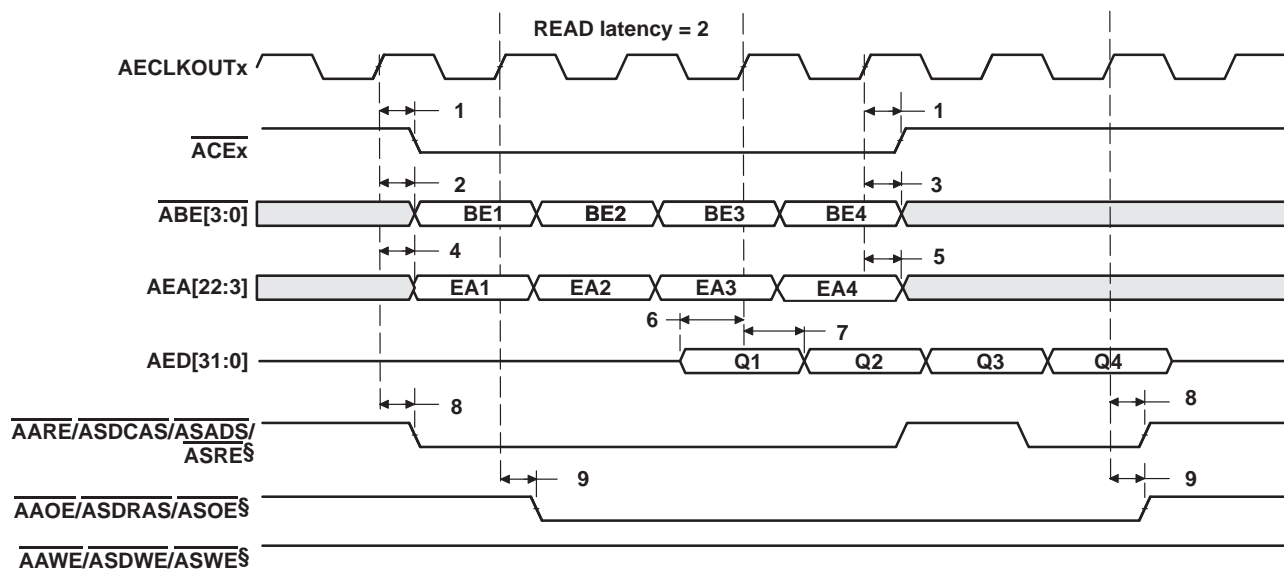 READ latency = 2
AECLKOUTx
1 1
ACEx
2 3
ABE[3:0] BE1 BE2 BE3 BE4
4 5
AEA[22:3] EA1 EA2 EA3 EA4
6 7
AED[31:0] Q1 Q2 Q3 Q4
8 8
AARE/ASDCAS/ASADS/
ASRE§
9 9
AAOE/ASDRAS/ASOE§
AAWE/ASDWE/ASWE§